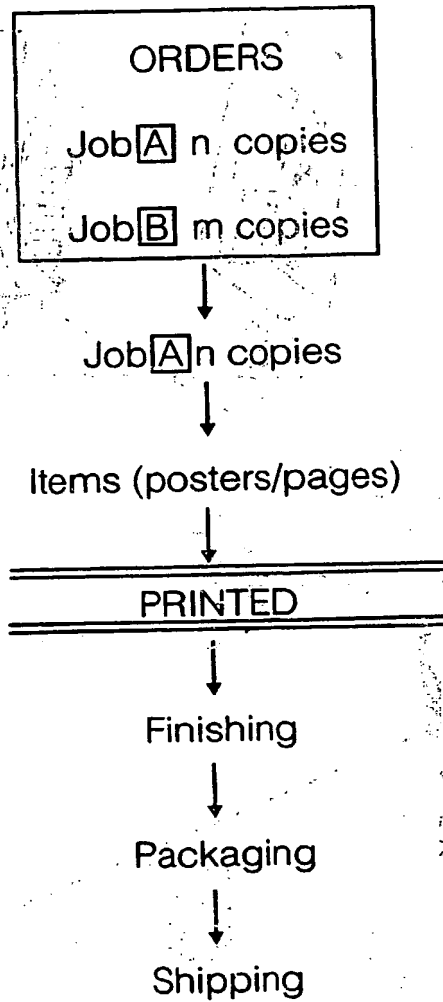 ORDERS
Job A n copies
Job B m copies
Job A n copies
Items (posters/pages)
PRINTED
Finishing
Packaging
Shipping